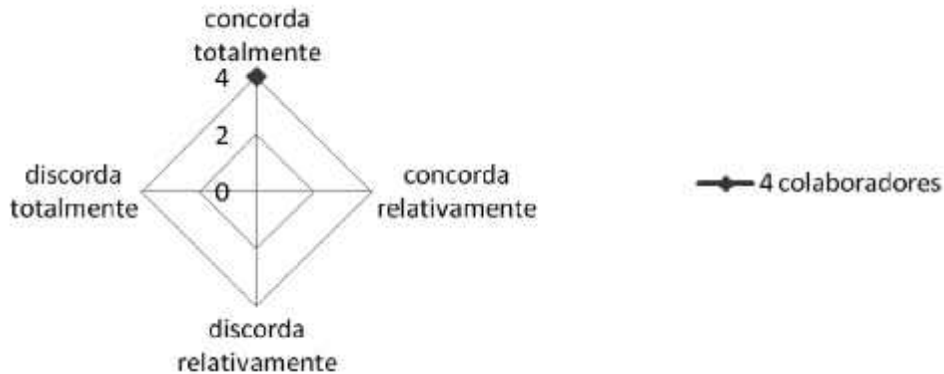 concorda
totalmente
4
2
0
discorda
totalmente
concorda
relativamente
discorda
relativamente
4 colaboradores